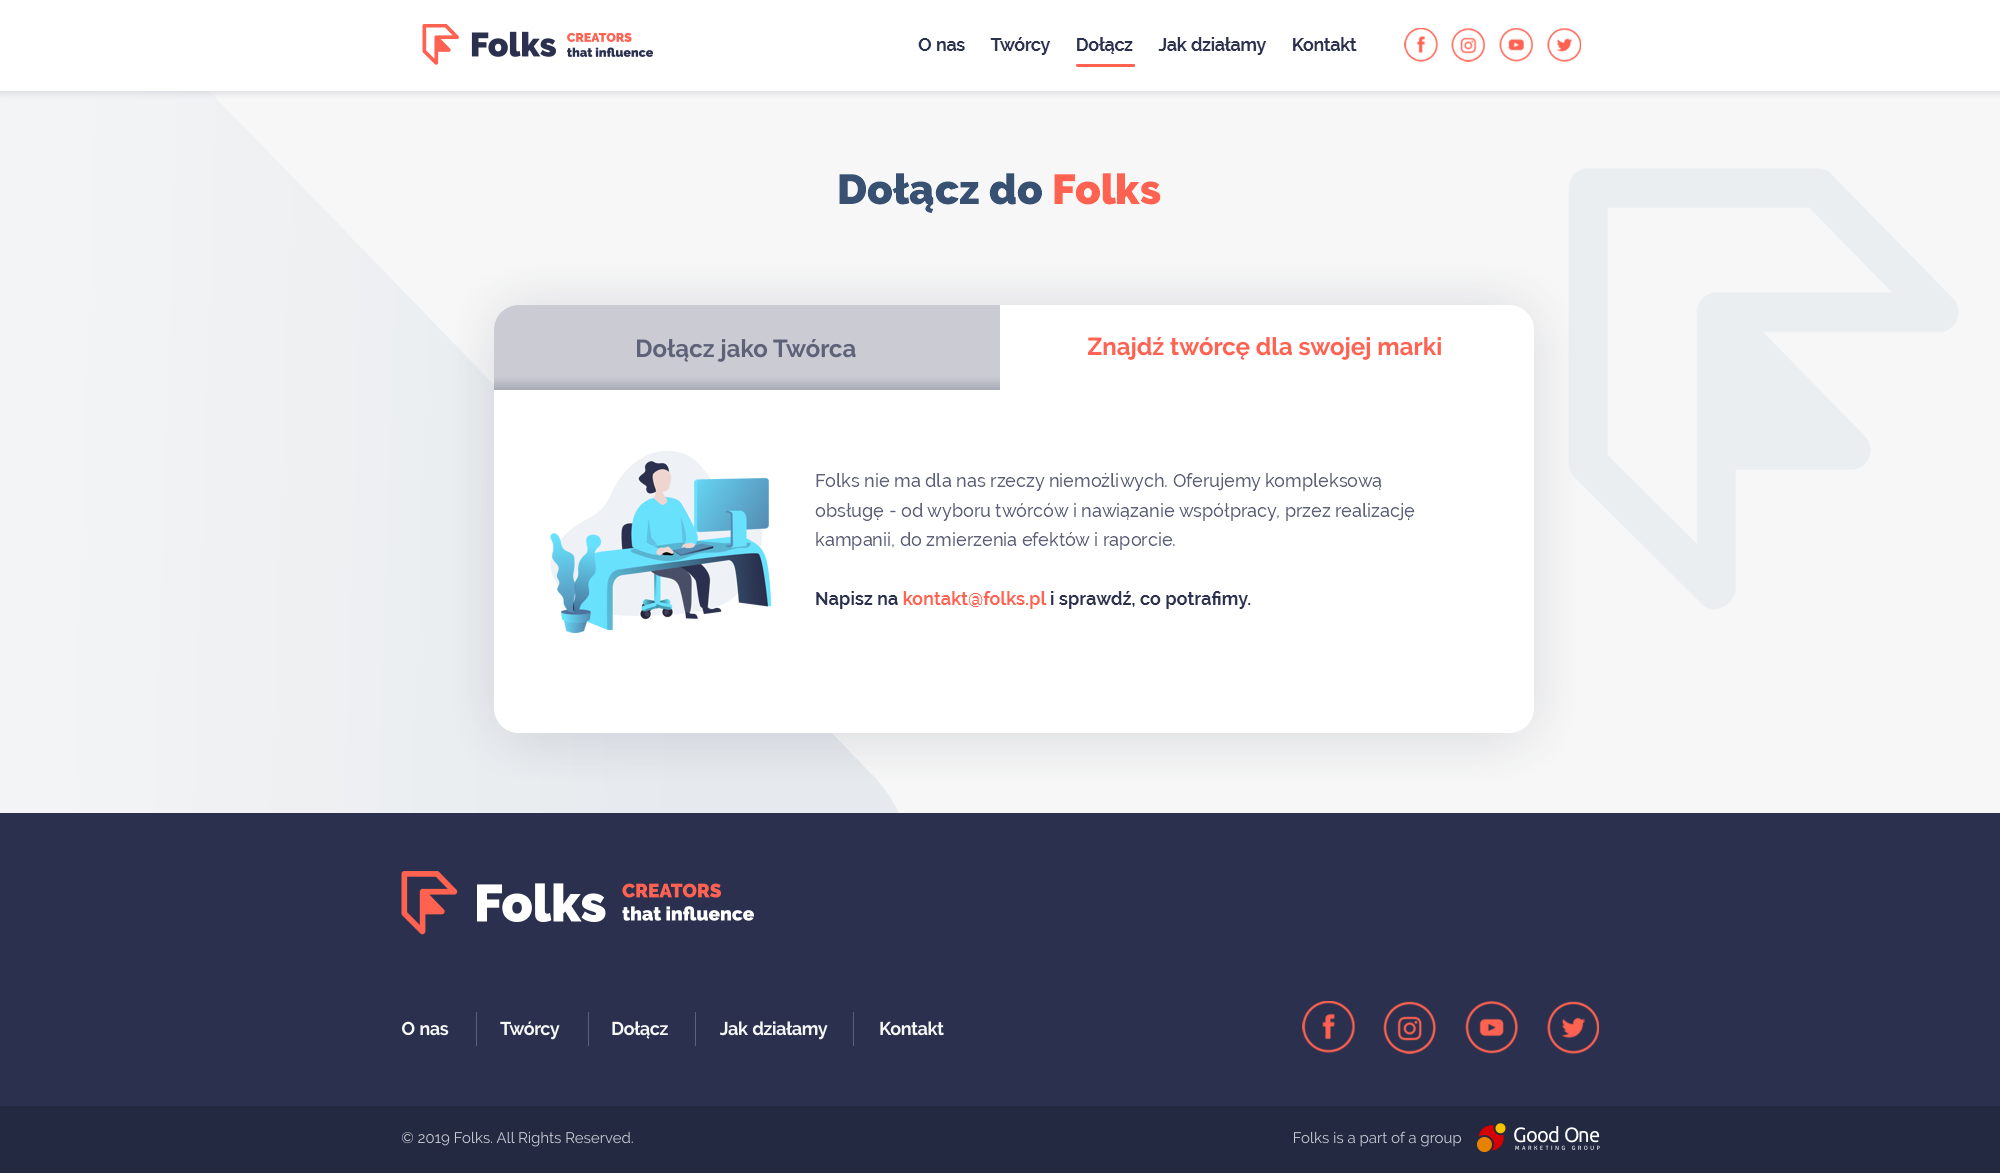 Folks CREATORS that influence
O nas Twórcy Dołącz Jak działamy Kontakt
Dołącz do Folks
Dołącz jako Twórca
Znajdź twórcę dla swojej marki
Folks nie ma dla nas rzeczy niemożliwych. Oferujemy kompleksową
obsługę - od wyboru twórców i nawiązanie współpracy, przez realizację
kampanii, do zmierzenia efektów i raporcie.
Napisz na kontakt@folks.pl i sprawdź, co potrafimy.
Folks CREATORS that influence
O nas Twórcy Dołącz Jak działamy Kontakt
© 2019 Folks. All Rights Reserved.
Folks is a part of a group Good One
MARKETING GROUP